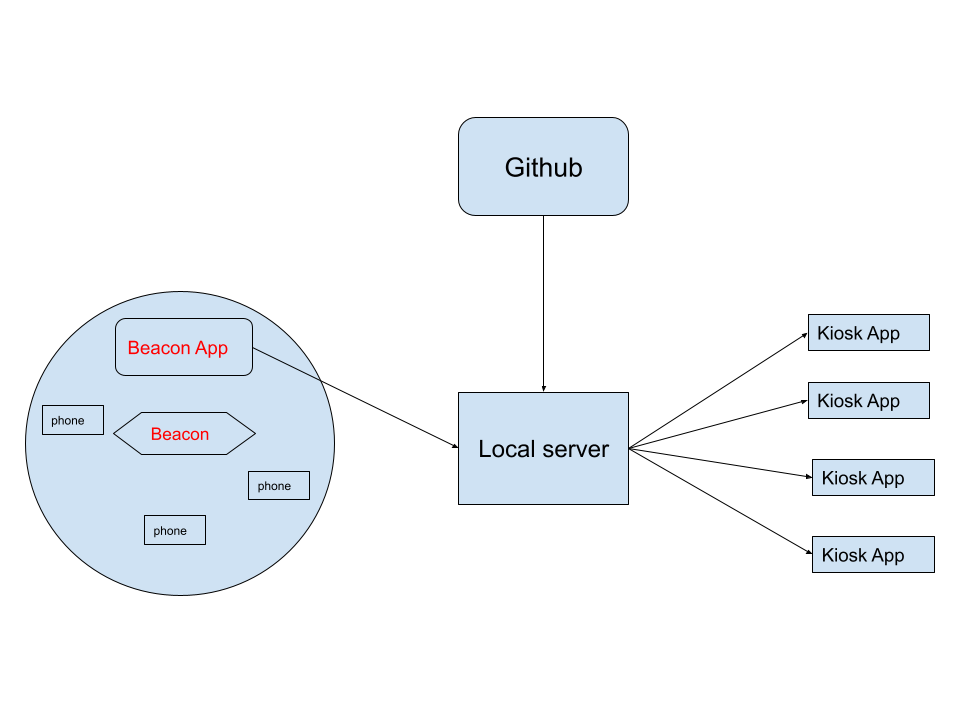 Github
Beacon App
Kiosk App
Kiosk App
phone
Beacon
Local server
phone
Kiosk App
phone
Kiosk App